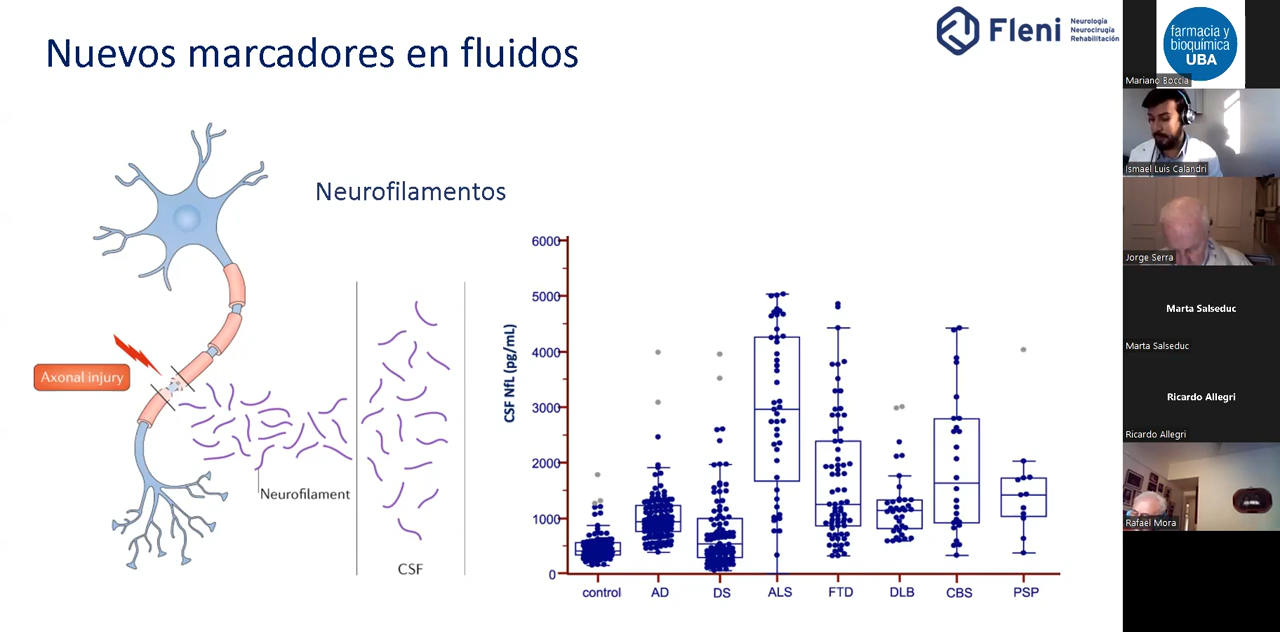 Nuevos marcadores en fluidos
Fleni
Neurología
Neurocirugía
Rehabilitación
Neurofilamentos
Axonal injury
Neurofilament
CSF
CSF NfL (pg/mL)
6000
5000
4000
3000
2000
1000
0
control AD DS ALS FTD DLB CBS PSP
farmacia y
bioquímica
UBA
Mariano Boccia
Ismael Luis Calandri
Jorge Serra
Marta Salseduc
Marta Salseduc
Ricardo Allegri
Ricardo Allegri
Rafael Mora